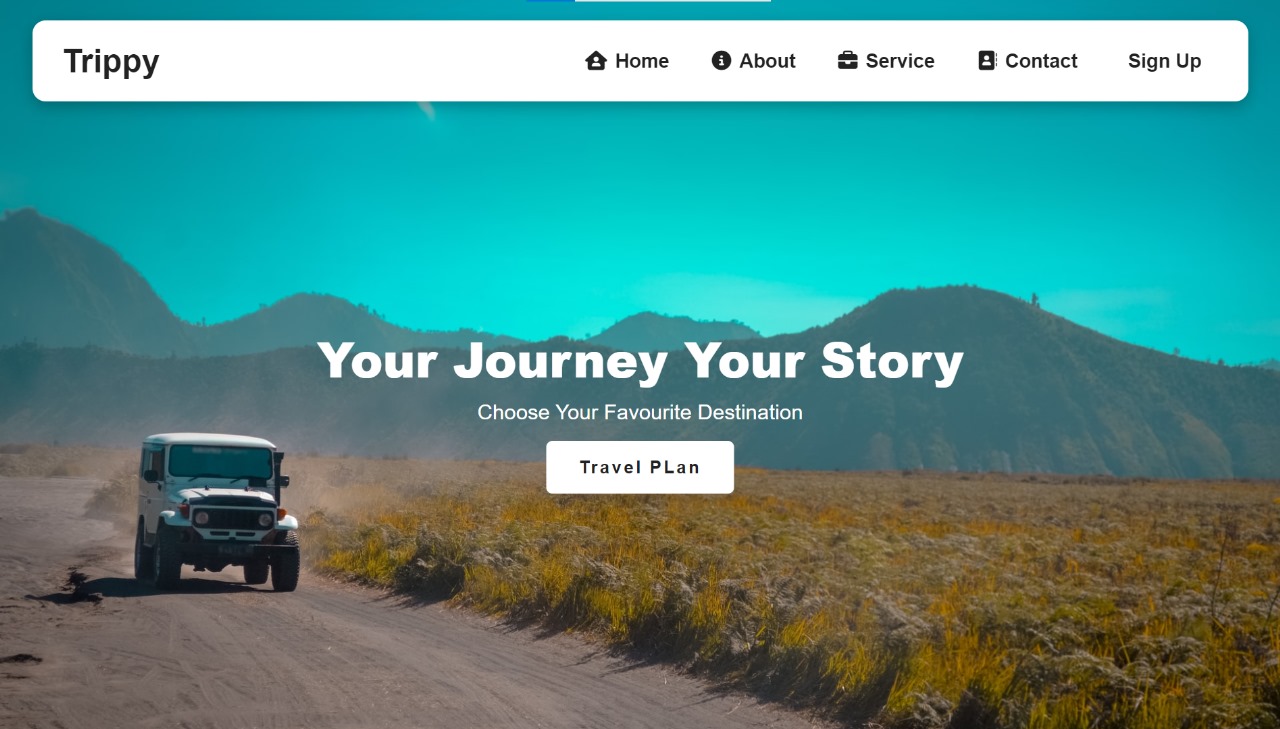 Trippy
Home About Service Contact Sign Up
Your Journey Your Story
Choose Your Favourite Destination
Travel PLan